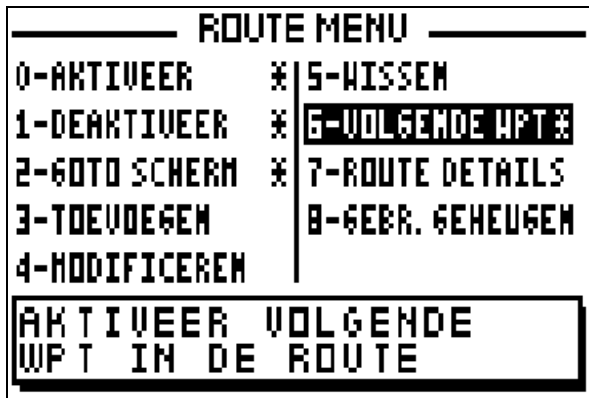 ROUTE MENU
0-AKTIVEER *
1-DEAKTIVEER *
2-GOTO SCHERM *
3-TOEVOEGEN
4-MODIFICEREN
5-WISSEN
6-VOLGENDE WPT *
7-ROUTE DETAILS
8-GEBR. GEHEUGEN
AKTIVEER VOLGENDE
WPT IN DE ROUTE